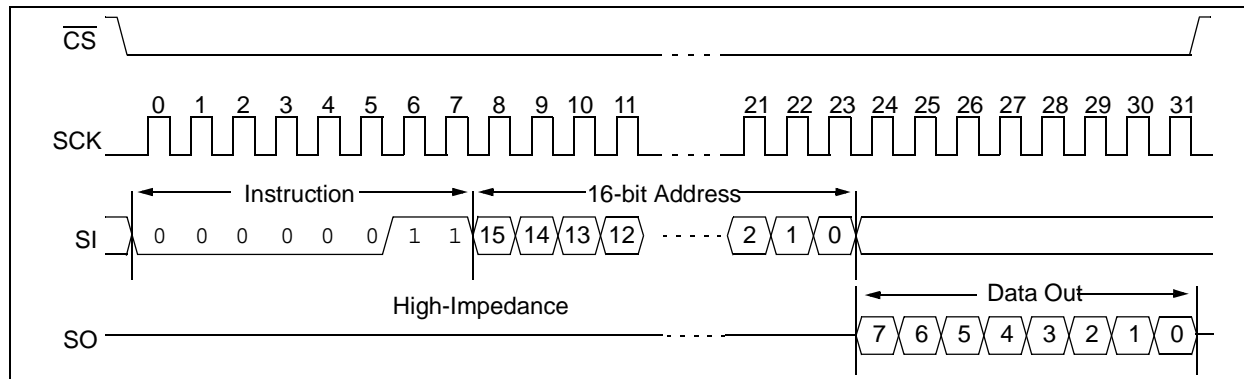 CS
0 1 2 3 4 5 6 7 8 9 10 11 21 22 23 24 25 26 27 28 29 30 31
SCK
Instruction 16-bit Address
SI 0 0 0 0 0 0 1 1 15 14 13 12 2 1 0
High-Impedance Data Out
SO 7 6 5 4 3 2 1 0